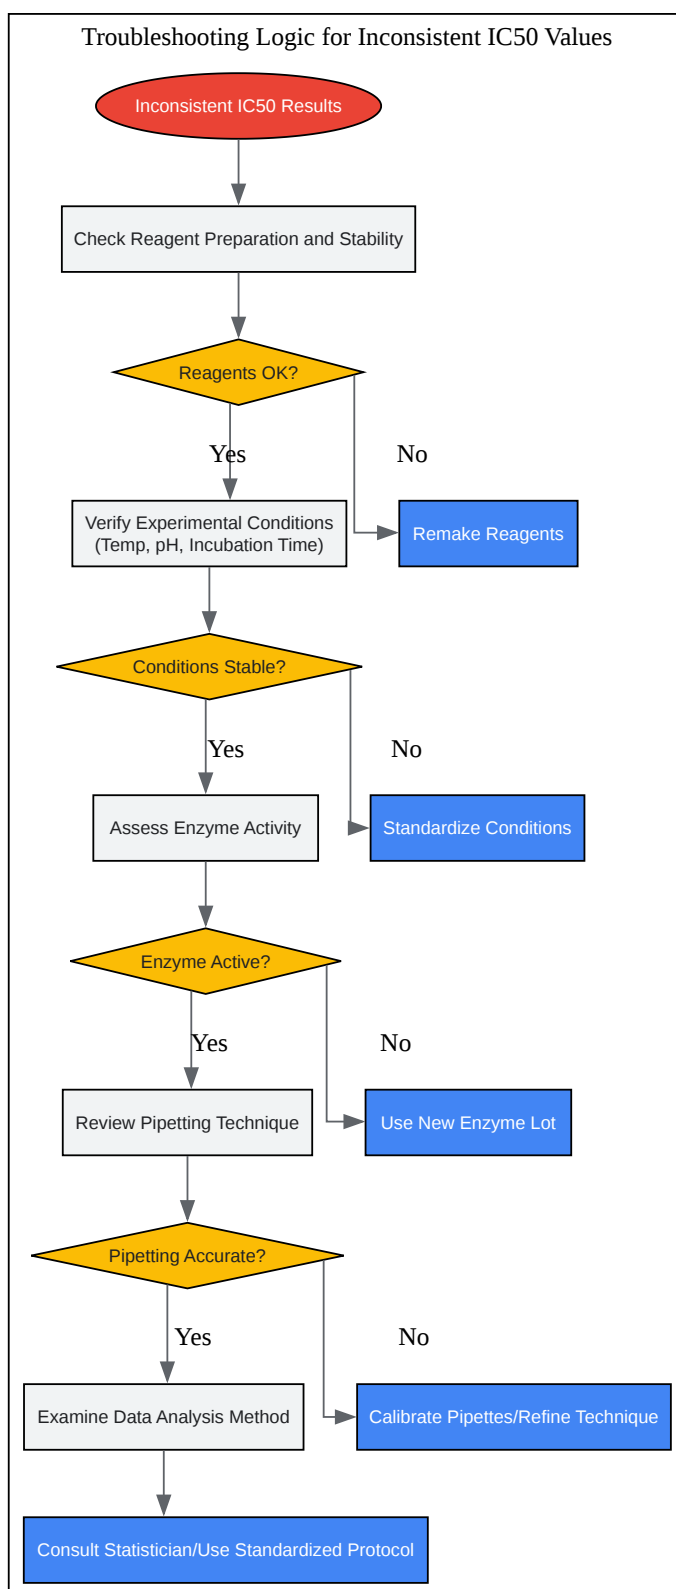 Troubleshooting Logic for Inconsistent IC50 Values
Inconsistent IC50 Results
Check Reagent Preparation and Stability
Reagents OK?
Yes
No
Verify Experimental Conditions
(Temp, pH, Incubation Time)
Remake Reagents
Conditions Stable?
Yes
No
Assess Enzyme Activity
Standardize Conditions
Enzyme Active?
Yes
No
Review Pipetting Technique
Use New Enzyme Lot
Pipetting Accurate?
Yes
No
Examine Data Analysis Method
Calibrate Pipettes/Refine Technique
Consult Statistician/Use Standardized Protocol